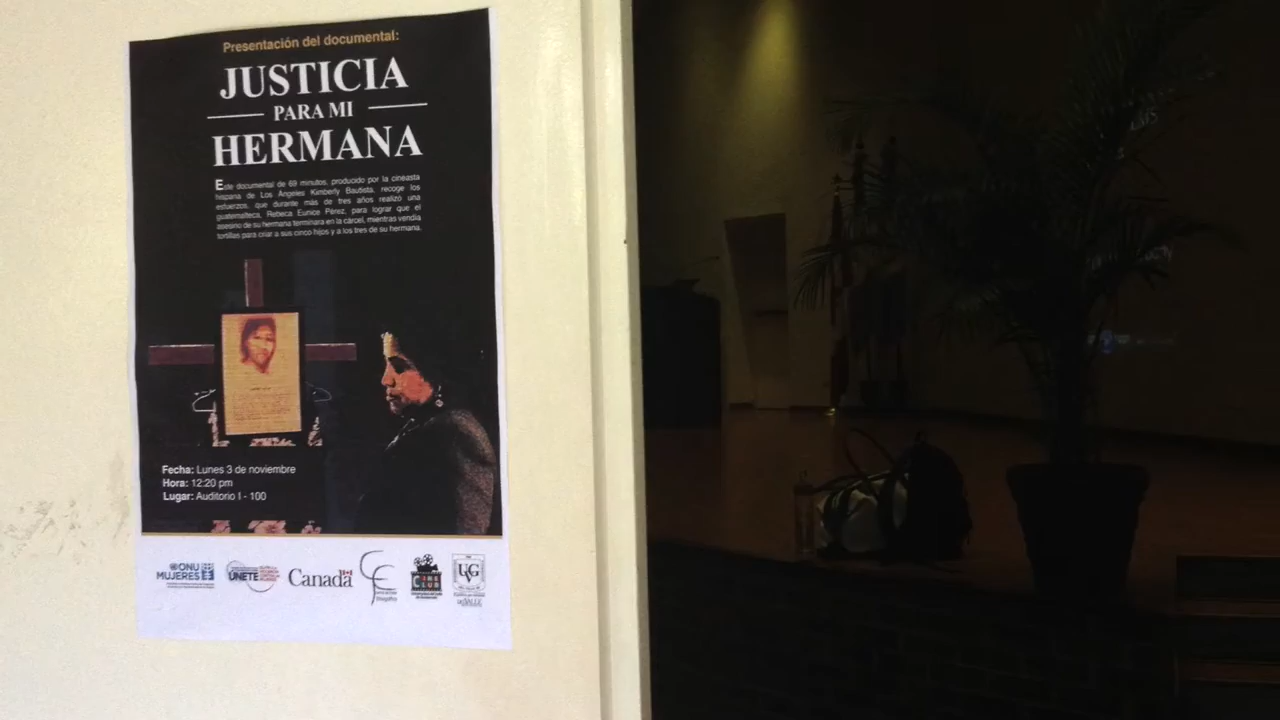 Presentación del documental:
JUSTICIA
PARA MI
HERMANA
Este documental de 69 minutos, producido por la cineasta
hispana de Los Ángeles Kimberly Bautista, recoge los
esfuerzos, que durante más de tres años realizó una
guatemalteca, Rebeca Eunice Pérez, para lograr que el
asesino de su hermana terminara en la cárcel, mientras vendía
tortillas para criar a sus cinco hijos y a los tres de su hermana.
Fecha: Lunes 3 de noviembre
Hora: 12:20 pm
Lugar: Auditorio I - 100
ONU
MUJERES
ÚNETE
Canadá
CINE
CLUB
UVG